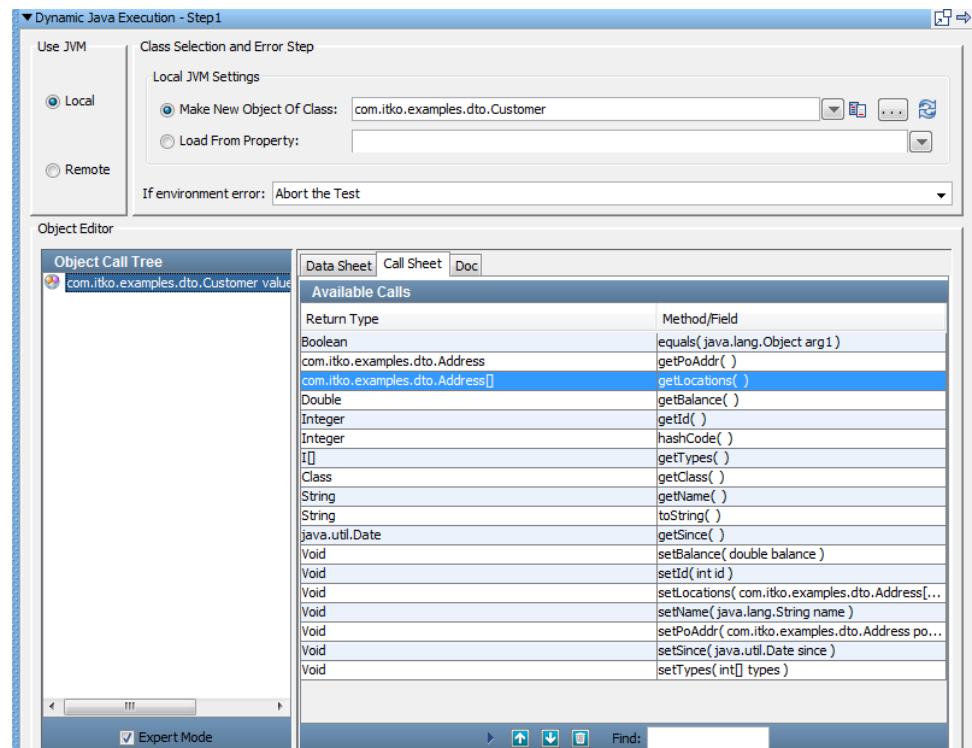 Dynamic Java Execution - Step1
Use JVM
Class Selection and Error Step
Local JVM Settings
Local
Make New Object Of Class: com.itko.examples.dto.Customer ...
Load From Property:
Remote
If environment error: Abort the Test
Object Editor
Object Call Tree
com.itko.examples.dto.Customer value
Data Sheet Call Sheet Doc
Available Calls
Return Type Method/Field
Boolean equals( java.lang.Object arg1 )
com.itko.examples.dto.Address getPoAddr( )
com.itko.examples.dto.Address[] getLocations( )
Double getBalance( )
Integer getId( )
Integer hashCode( )
I[] getTypes( )
Class getClass( )
String getName( )
String toString( )
java.util.Date getSince( )
Void setBalance( double balance )
Void setId( int id )
Void setLocations( com.itko.examples.dto.Address[...
Void setName( java.lang.String name )
Void setPoAddr( com.itko.examples.dto.Address po...
Void setSince( java.util.Date since )
Void setTypes( int[] types )
Expert Mode
Find: